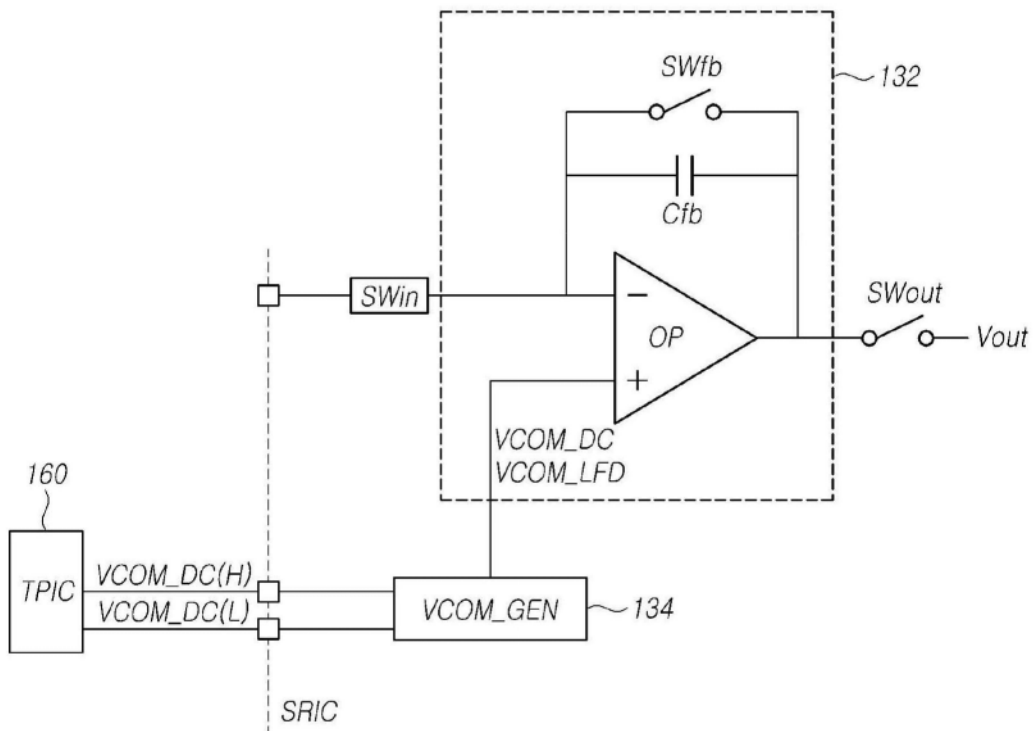 SWfb
132
Cfb
SWin
−
OP
+
SWout
Vout
VCOM_DC
VCOM_LFD
160
TPIC
VCOM_DC(H)
VCOM_DC(L)
VCOM_GEN
134
SRIC